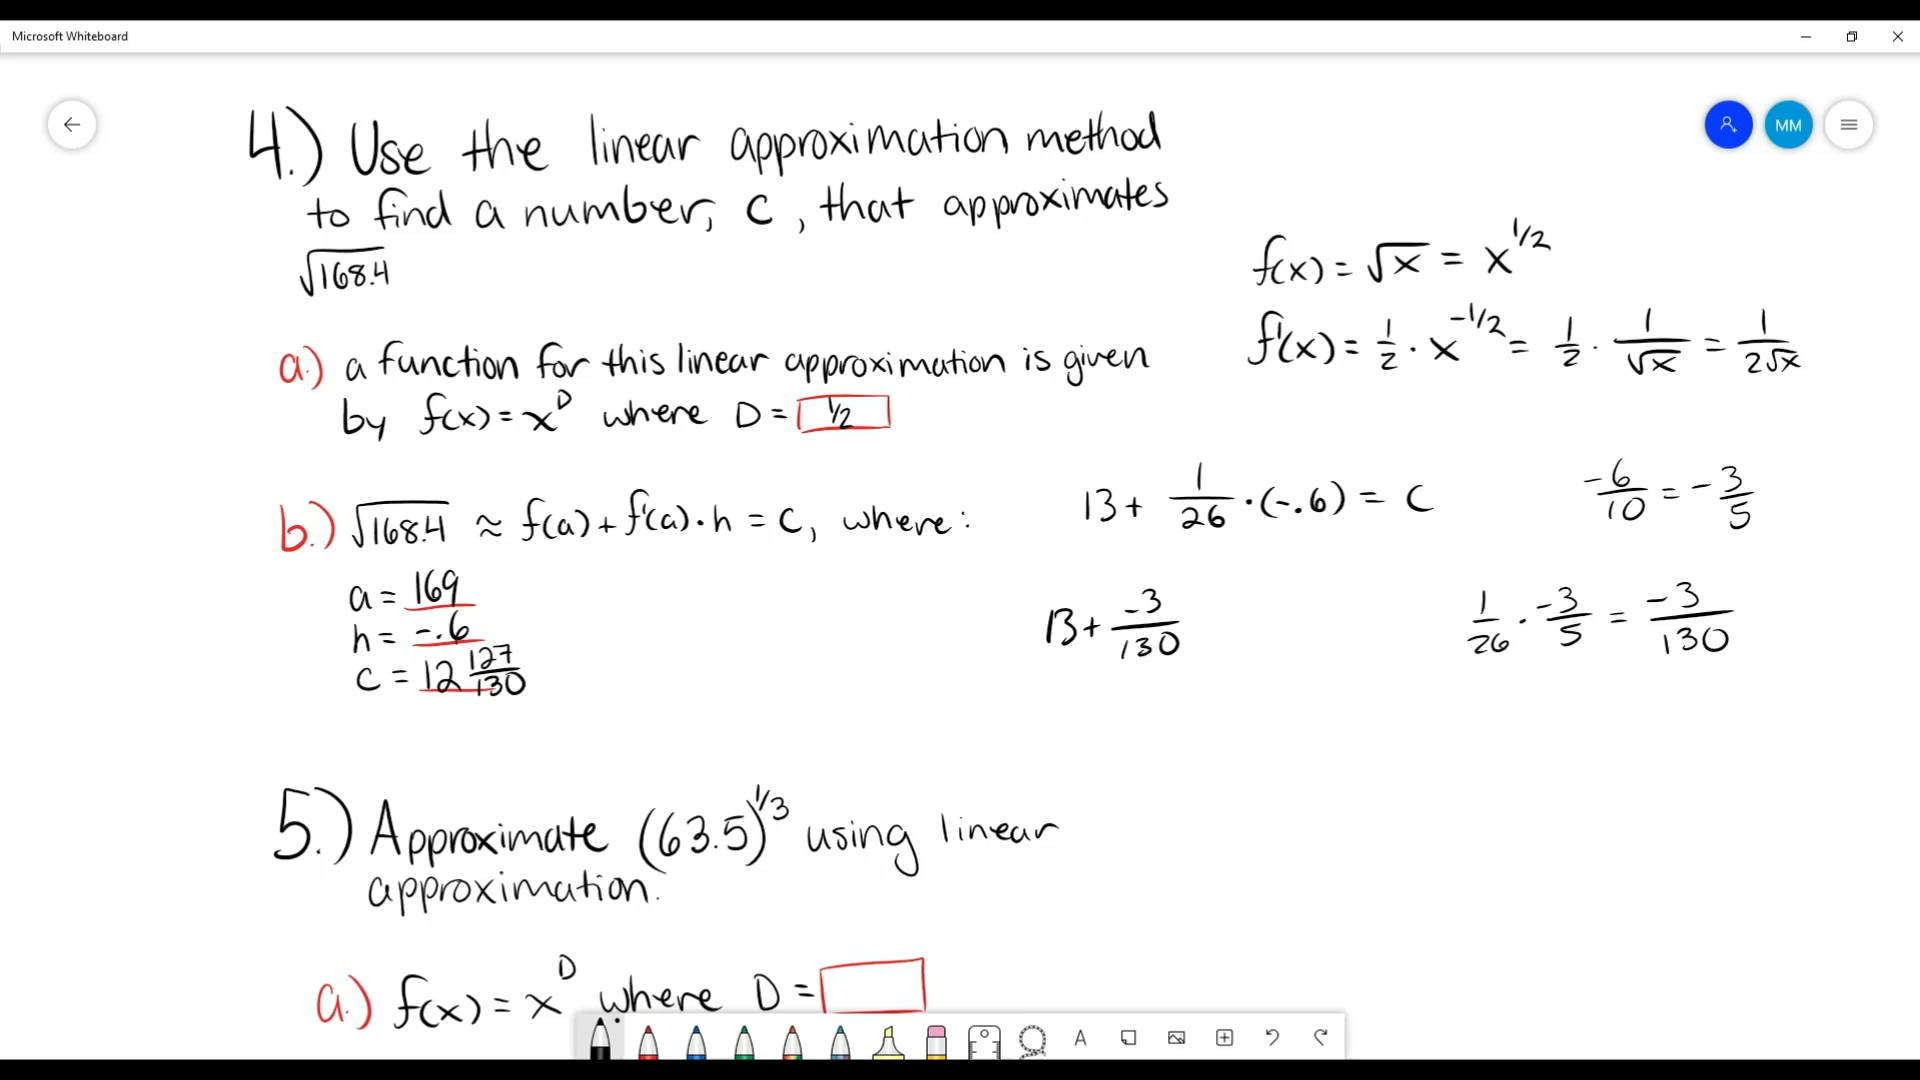 Microsoft Whiteboard
MM
4.) Use the linear approximation method
to find a number, c, that approximates
√168.4
f(x) = √x = x^1/2
f'(x) = 1/2 · x^-1/2 = 1/2 · 1/√x = 1/2√x
a.) a function for this linear approximation is given
by f(x) = x^D where D = 1/2
b.) √168.4 ≈ f(a) + f'(a) · h = c, where:
13 + 1/26 · (-.6) = c
-6/10 = -3/5
a = 169
h = -.6
c = 12 127/130
13 + -3/130
1/26 · -3/5 = -3/130
5.) Approximate (63.5)^1/3 using linear
approximation.
a.) f(x) = x^D where D =
A